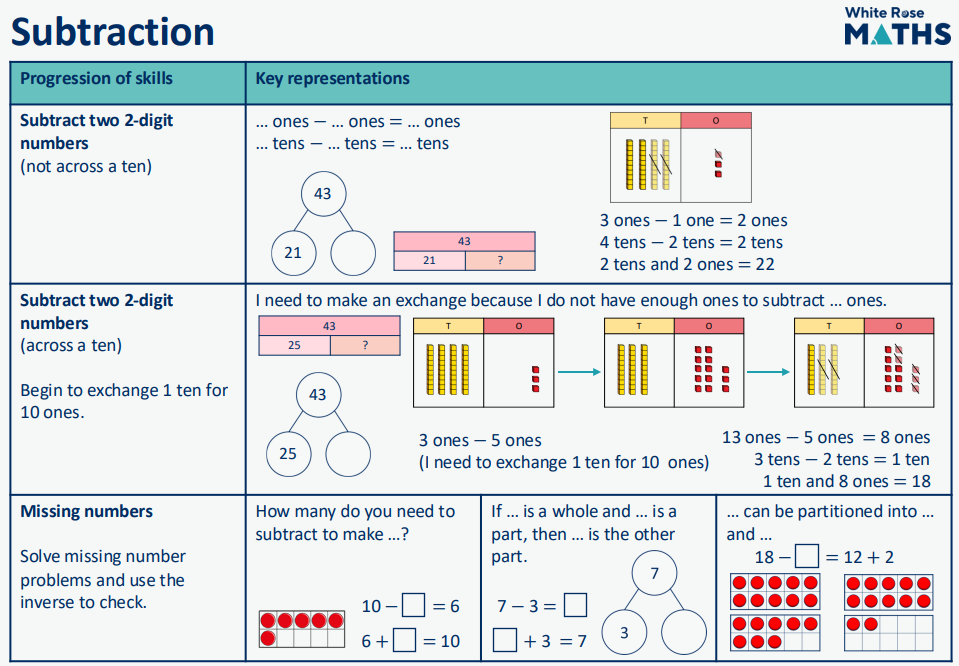 Subtraction
White Rose
MATHS
Progression of skills
Key representations
Subtract two 2-digit
numbers
(not across a ten)
... ones − ... ones = ... ones
... tens − ... tens = ... tens
43
21
43
21 ?
T O
3 ones − 1 one = 2 ones
4 tens − 2 tens = 2 tens
2 tens and 2 ones = 22
Subtract two 2-digit
numbers
(across a ten)
Begin to exchange 1 ten for
10 ones.
I need to make an exchange because I do not have enough ones to subtract ... ones.
43
25 ?
43
25
T O
T O
T O
3 ones − 5 ones
(I need to exchange 1 ten for 10 ones)
13 ones − 5 ones = 8 ones
3 tens − 2 tens = 1 ten
1 ten and 8 ones = 18
Missing numbers
Solve missing number
problems and use the
inverse to check.
How many do you need to
subtract to make ...?
10 − = 6
6 + = 10
If ... is a whole and ... is a
part, then ... is the other
part.
7
3
7 − 3 =
+ 3 = 7
... can be partitioned into ...
and ...
18 − = 12 + 2